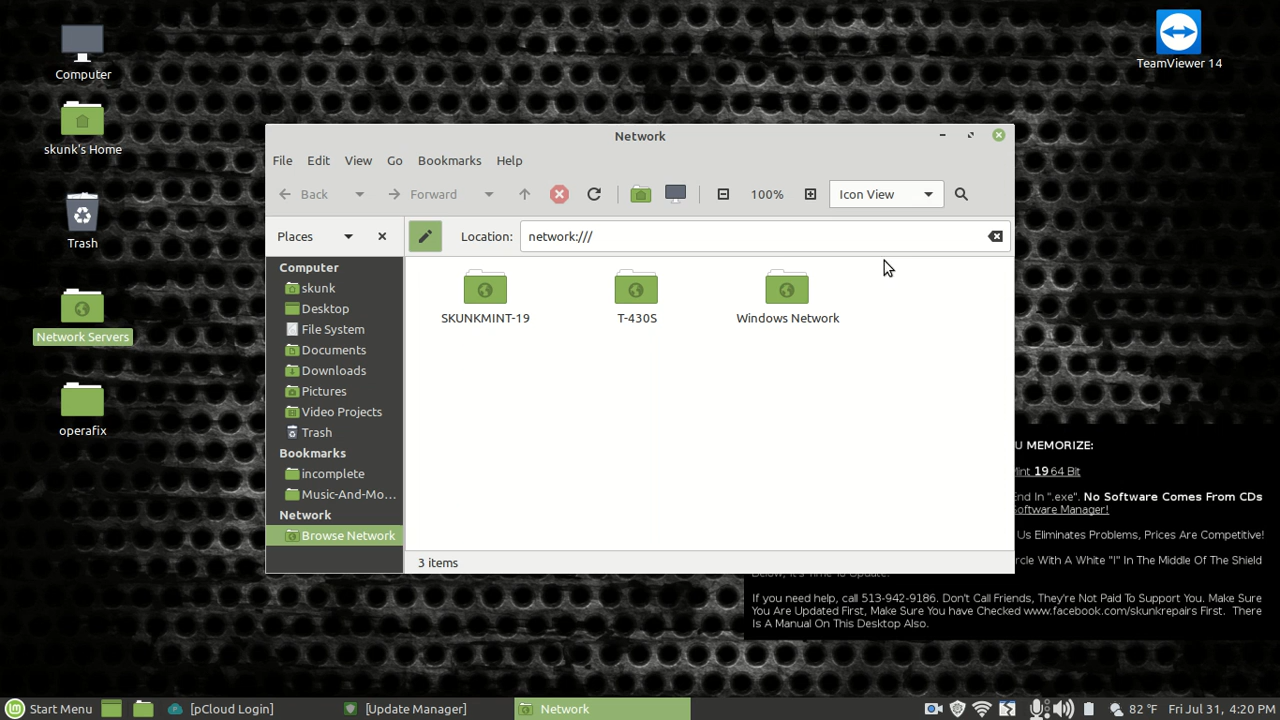 Computer
skunk's Home
Trash
Network Servers
operafix
TeamViewer 14
Network
File Edit View Go Bookmarks Help
Back Forward 100% Icon View
Places Location: network:///
Computer
skunk
Desktop
File System
Documents
Downloads
Pictures
Video Projects
Trash
Bookmarks
incomplete
Music-And-Mo...
Network
Browse Network
SKUNKMINT-19 T-430S Windows Network
3 items
U MEMORIZE:
Mint 19 64 Bit
End In ".exe". No Software Comes From CDs
Software Manager!
Us Eliminates Problems, Prices Are Competitive!
rcle With A White "I" In The Middle Of The Shield
Below, It's Time To Update.
If you need help, call 513-942-9186. Don't Call Friends, They're Not Paid To Support You. Make Sure
You Are Updated First, Make Sure You have Checked www.facebook.com/skunkrepairs First. There
Is A Manual On This Desktop Also.
Start Menu [pCloud Login] [Update Manager] Network 82 °F Fri Jul 31, 4:20 PM